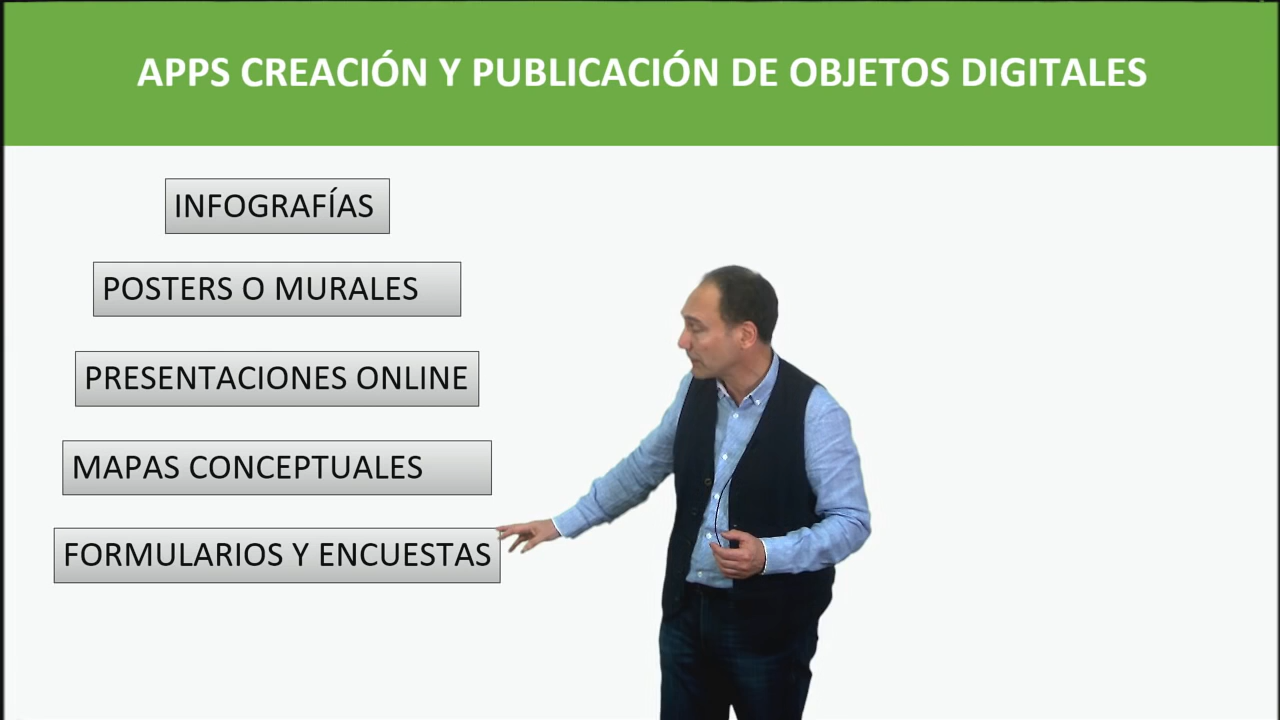 APPS CREACIÓN Y PUBLICACIÓN DE OBJETOS DIGITALES
INFOGRAFÍAS
POSTERS O MURALES
PRESENTACIONES ONLINE
MAPAS CONCEPTUALES
FORMULARIOS Y ENCUESTAS